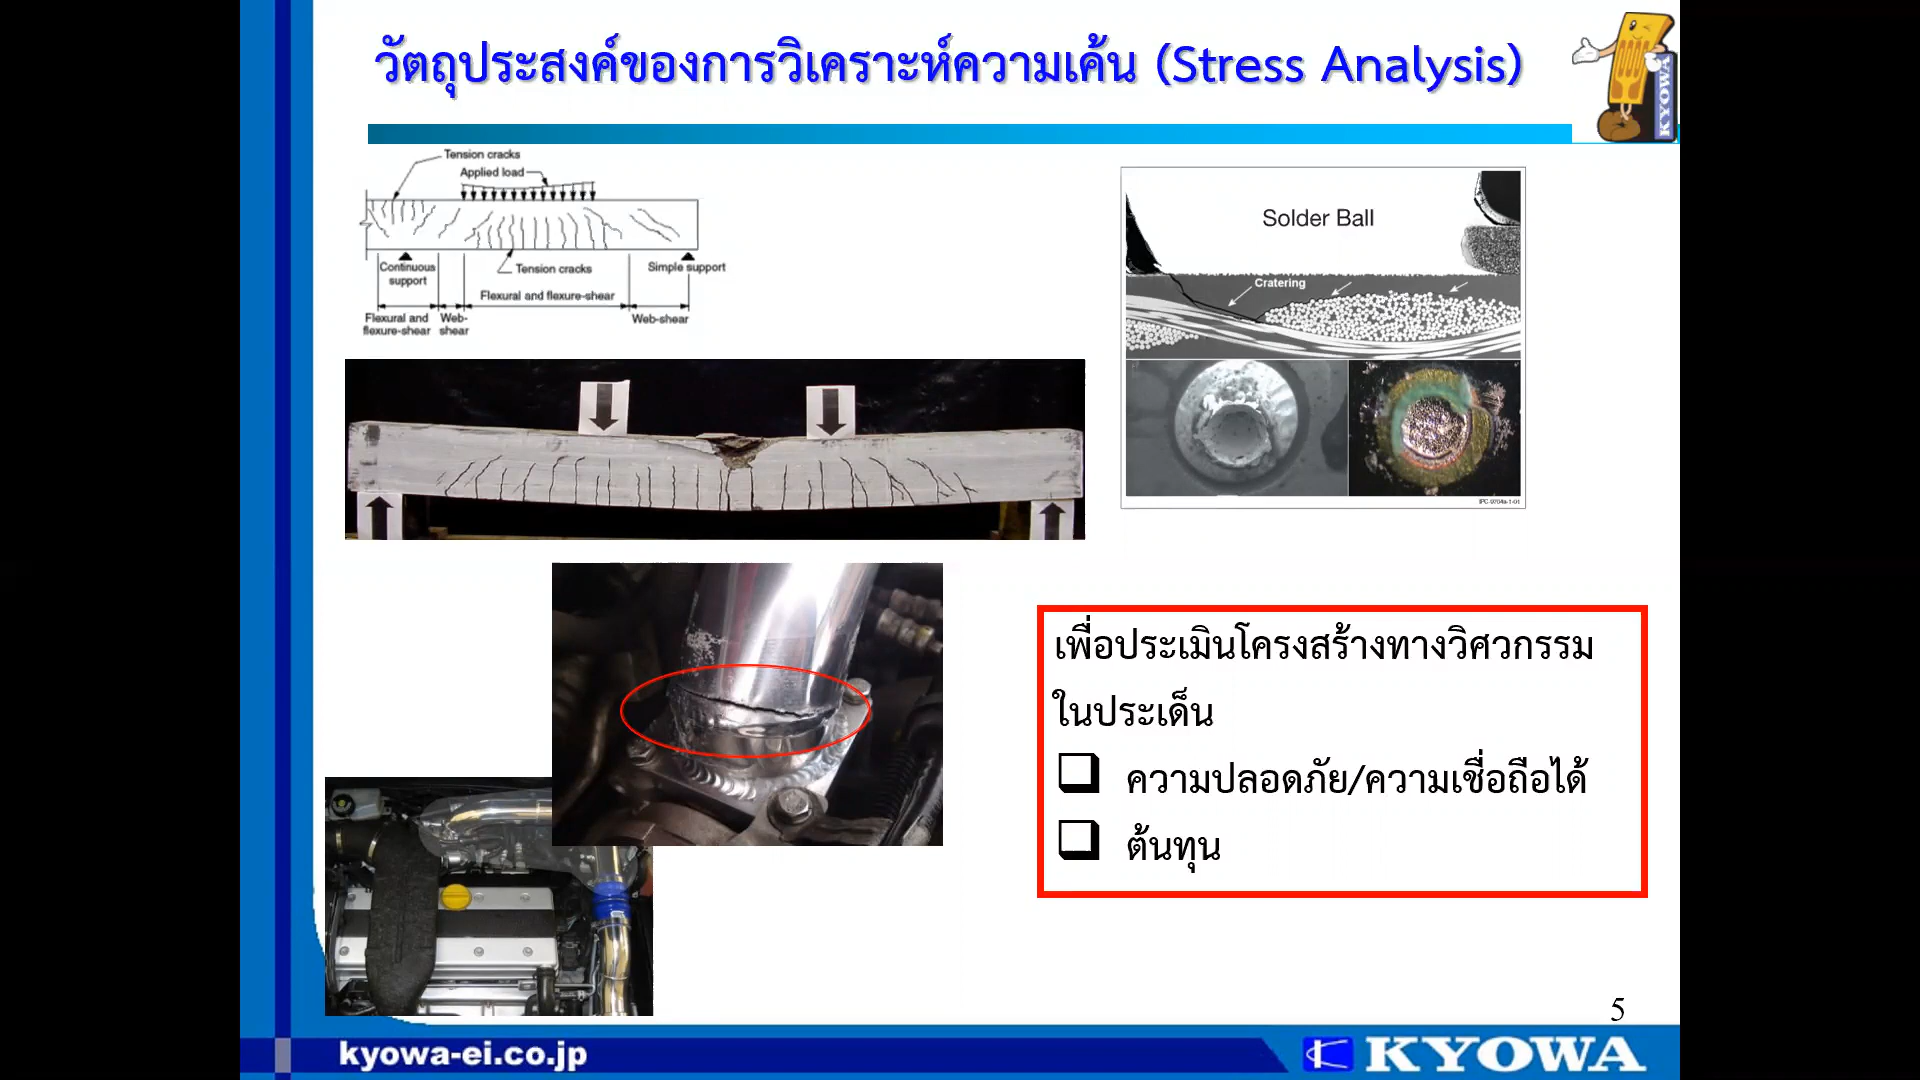 วัตถุประสงค์ของการวิเคราะห์ความเค้น (Stress Analysis)
KYOWA
Tension cracks
Applied load
Continuous
support
Tension cracks
Simple support
Flexural and flexure-shear
Flexural and
flexure-shear
Web-
shear
Web-shear
Solder Ball
Cratering
IPC-9704a-1-01
เพื่อประเมินโครงสร้างทางวิศวกรรม
ในประเด็น
ความปลอดภัย/ความเชื่อถือได้
ต้นทุน
5
kyowa-ei.co.jp
KYOWA